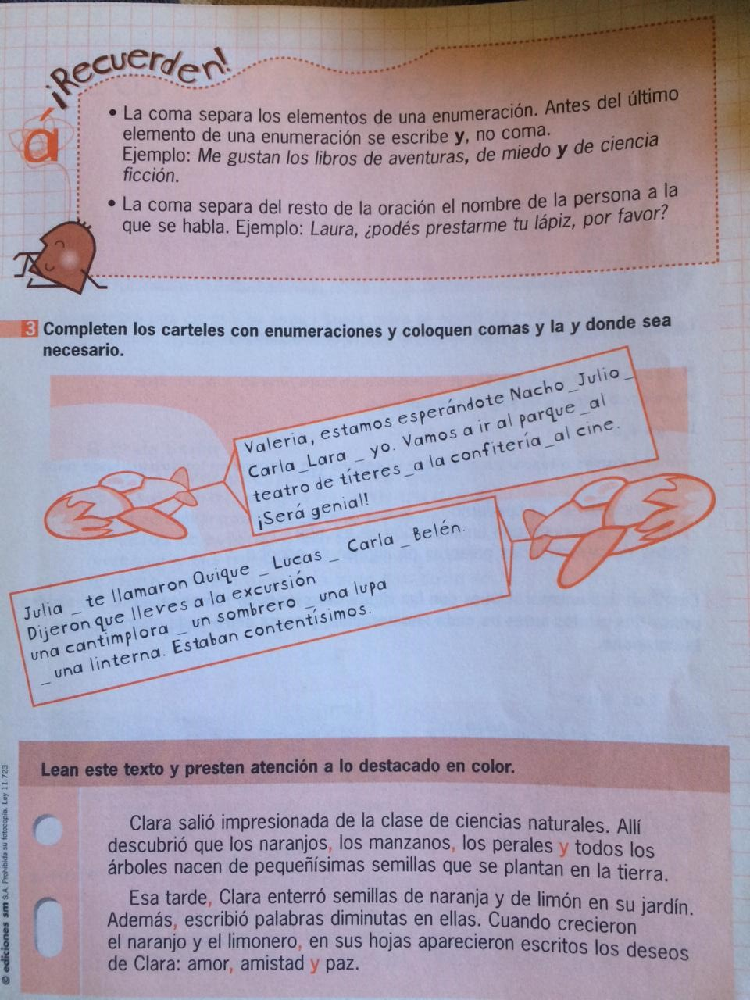 ¡Recuerden!
á
• La coma separa los elementos de una enumeración. Antes del último
elemento de una enumeración se escribe y, no coma.
Ejemplo: Me gustan los libros de aventuras, de miedo y de ciencia
ficción.
• La coma separa del resto de la oración el nombre de la persona a la
que se habla. Ejemplo: Laura, ¿podés prestarme tu lápiz, por favor?
3 Completen los carteles con enumeraciones y coloquen comas y la y donde sea
necesario.
Valeria, estamos esperándote Nacho _ Julio _
Carla _ Lara _ yo. Vamos a ir al parque _ al
teatro de títeres _ a la confitería _ al cine.
¡Será genial!
Julia _ te llamaron Quique _ Lucas _ Carla _ Belén.
Dijeron que lleves a la excursión
una cantimplora _ un sombrero _ una lupa
_ una linterna. Estaban contentísimos.
Lean este texto y presten atención a lo destacado en color.
Clara salió impresionada de la clase de ciencias naturales. Allí
descubrió que los naranjos, los manzanos, los perales y todos los
árboles nacen de pequeñísimas semillas que se plantan en la tierra.
Esa tarde, Clara enterró semillas de naranja y de limón en su jardín.
Además, escribió palabras diminutas en ellas. Cuando crecieron
el naranjo y el limonero, en sus hojas aparecieron escritos los deseos
de Clara: amor, amistad y paz.
© ediciones sm S.A. Prohibida su fotocopia. Ley 11.723